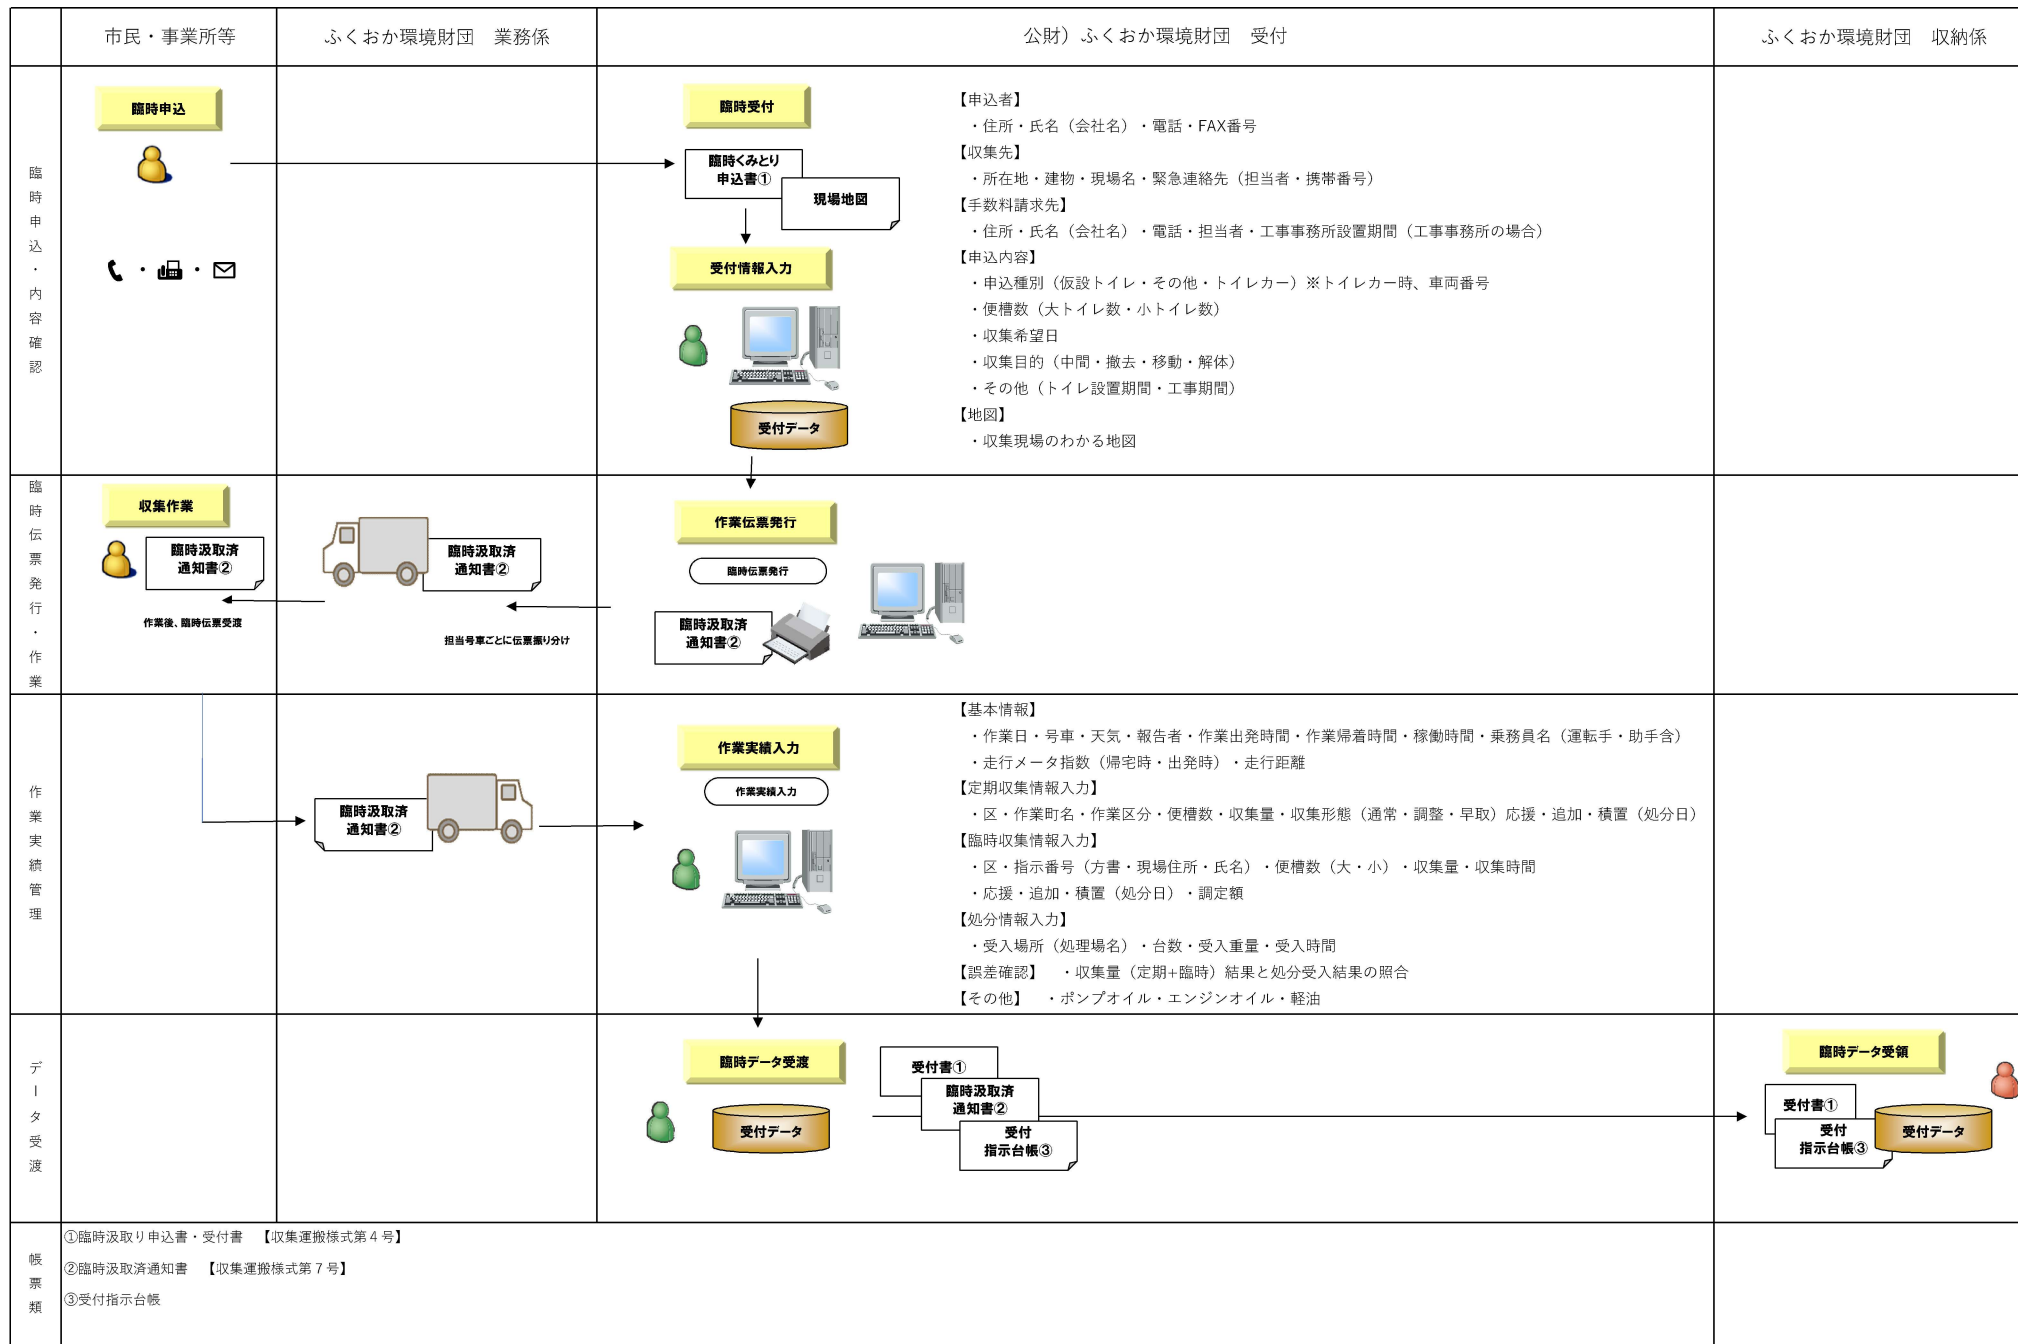 市民・事業所等
ふくおか環境財団　業務係
公財）ふくおか環境財団　受付
ふくおか環境財団　収納係
臨時申込・内容確認
臨時申込
臨時受付
臨時くみとり
申込書①
現場地図
受付情報入力
受付データ
【申込者】
・住所・氏名（会社名）・電話・FAX番号
【収集先】
・所在地・建物・現場名・緊急連絡先（担当者・携帯番号）
【手数料請求先】
・住所・氏名（会社名）・電話・担当者・工事事務所設置期間（工事事務所の場合）
【申込内容】
・申込種別（仮設トイレ・その他・トイレカー）※トイレカー時、車両番号
・便槽数（大トイレ数・小トイレ数）
・収集希望日
・収集目的（中間・撤去・移動・解体）
・その他（トイレ設置期間・工事期間）
【地図】
・収集現場のわかる地図
臨時伝票発行・作業
収集作業
臨時汲取済
通知書②
作業後、臨時伝票受渡
臨時汲取済
通知書②
担当号車ごとに伝票振り分け
作業伝票発行
臨時伝票発行
臨時汲取済
通知書②
作業実績管理
臨時汲取済
通知書②
作業実績入力
作業実績入力
【基本情報】
・作業日・号車・天気・報告者・作業出発時間・作業帰着時間・稼働時間・乗務員名（運転手・助手含）
・走行メータ指数（帰宅時・出発時）・走行距離
【定期収集情報入力】
・区・作業町名・作業区分・便槽数・収集量・収集形態（通常・調整・早取）応援・追加・積置（処分日）
【臨時収集情報入力】
・区・指示番号（方書・現場住所・氏名）・便槽数（大・小）・収集量・収集時間
・応援・追加・積置（処分日）・調定額
【処分情報入力】
・受入場所（処理場名）・台数・受入重量・受入時間
【誤差確認】　・収集量（定期+臨時）結果と処分受入結果の照合
【その他】　・ポンプオイル・エンジンオイル・軽油
データ受渡
臨時データ受渡
受付データ
受付書①
臨時汲取済
通知書②
受付
指示台帳③
臨時データ受領
受付書①
受付
指示台帳③
受付データ
帳票類
①臨時汲取り申込書・受付書　【収集運搬様式第４号】
②臨時汲取済通知書　【収集運搬様式第７号】
③受付指示台帳